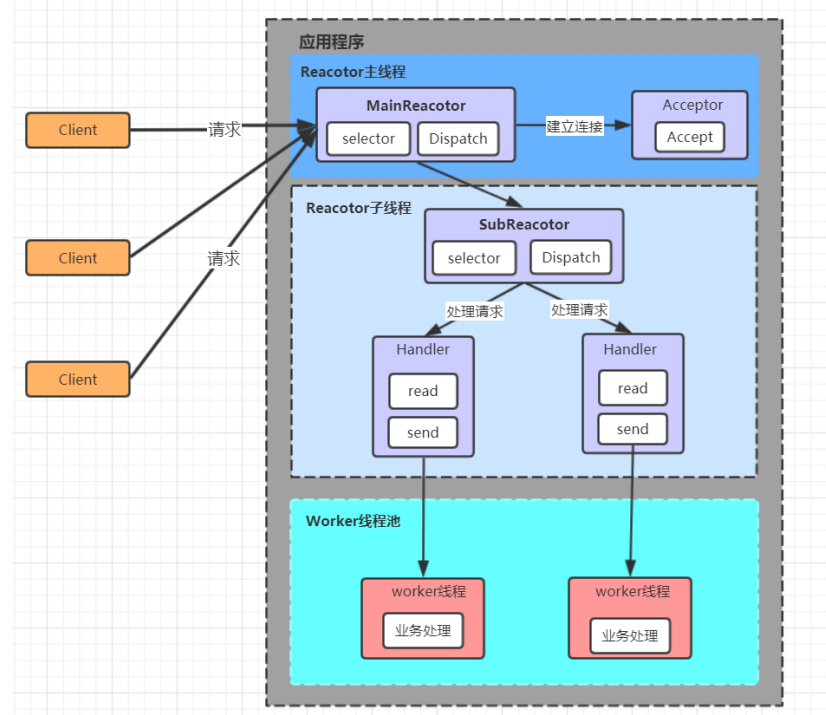 应用程序
Reacotor主线程
MainReacotor
selector
Dispatch
建立连接
Acceptor
Accept
Client
请求
Client
请求
Client
Reacotor子线程
SubReacotor
selector
Dispatch
处理请求
处理请求
Handler
read
send
Handler
read
send
Worker线程池
worker线程
业务处理
worker线程
业务处理